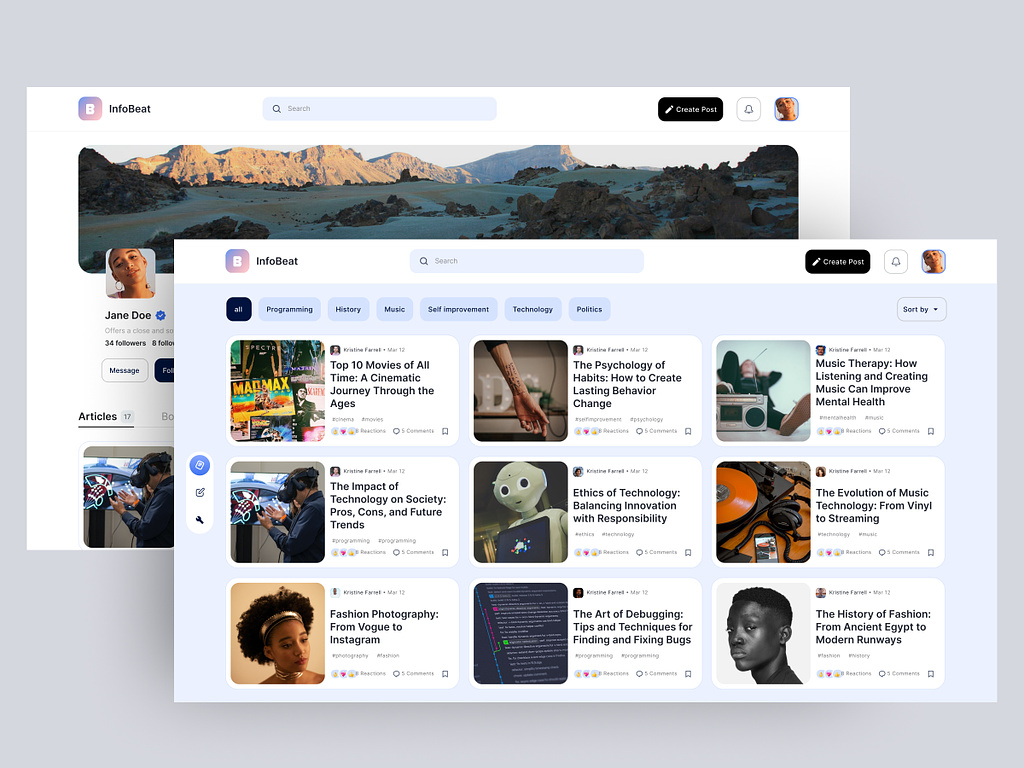 B InfoBeat
Search
Create Post
Jane Doe
Offers a close and so
34 followers 8 follow
Message
Foll
Articles 17
Bo
B InfoBeat
Search
Create Post
all
Programming
History
Music
Self improvement
Technology
Politics
Sort by
SPECTRE
MADMAX
Kristine Farrell • Mar 12
Top 10 Movies of All
Time: A Cinematic
Journey Through the
Ages
#cinema #movies
8 Reactions
5 Comments
Kristine Farrell • Mar 12
The Psychology of
Habits: How to Create
Lasting Behavior
Change
#selfimprovement #psychology
8 Reactions
5 Comments
Kristine Farrell • Mar 12
Music Therapy: How
Listening and Creating
Music Can Improve
Mental Health
#mentalhealth #music
8 Reactions
5 Comments
Kristine Farrell • Mar 12
The Impact of
Technology on Society:
Pros, Cons, and Future
Trends
#programming #programming
8 Reactions
5 Comments
Kristine Farrell • Mar 12
Ethics of Technology:
Balancing Innovation
with Responsibility
#ethics #technology
8 Reactions
5 Comments
Kristine Farrell • Mar 12
The Evolution of Music
Technology: From Vinyl
to Streaming
#technology #music
8 Reactions
5 Comments
Kristine Farrell • Mar 12
Fashion Photography:
From Vogue to
Instagram
#photography #fashion
8 Reactions
5 Comments
Kristine Farrell • Mar 12
The Art of Debugging:
Tips and Techniques for
Finding and Fixing Bugs
#programming #programming
8 Reactions
5 Comments
Kristine Farrell • Mar 12
The History of Fashion:
From Ancient Egypt to
Modern Runways
#fashion #history
8 Reactions
5 Comments